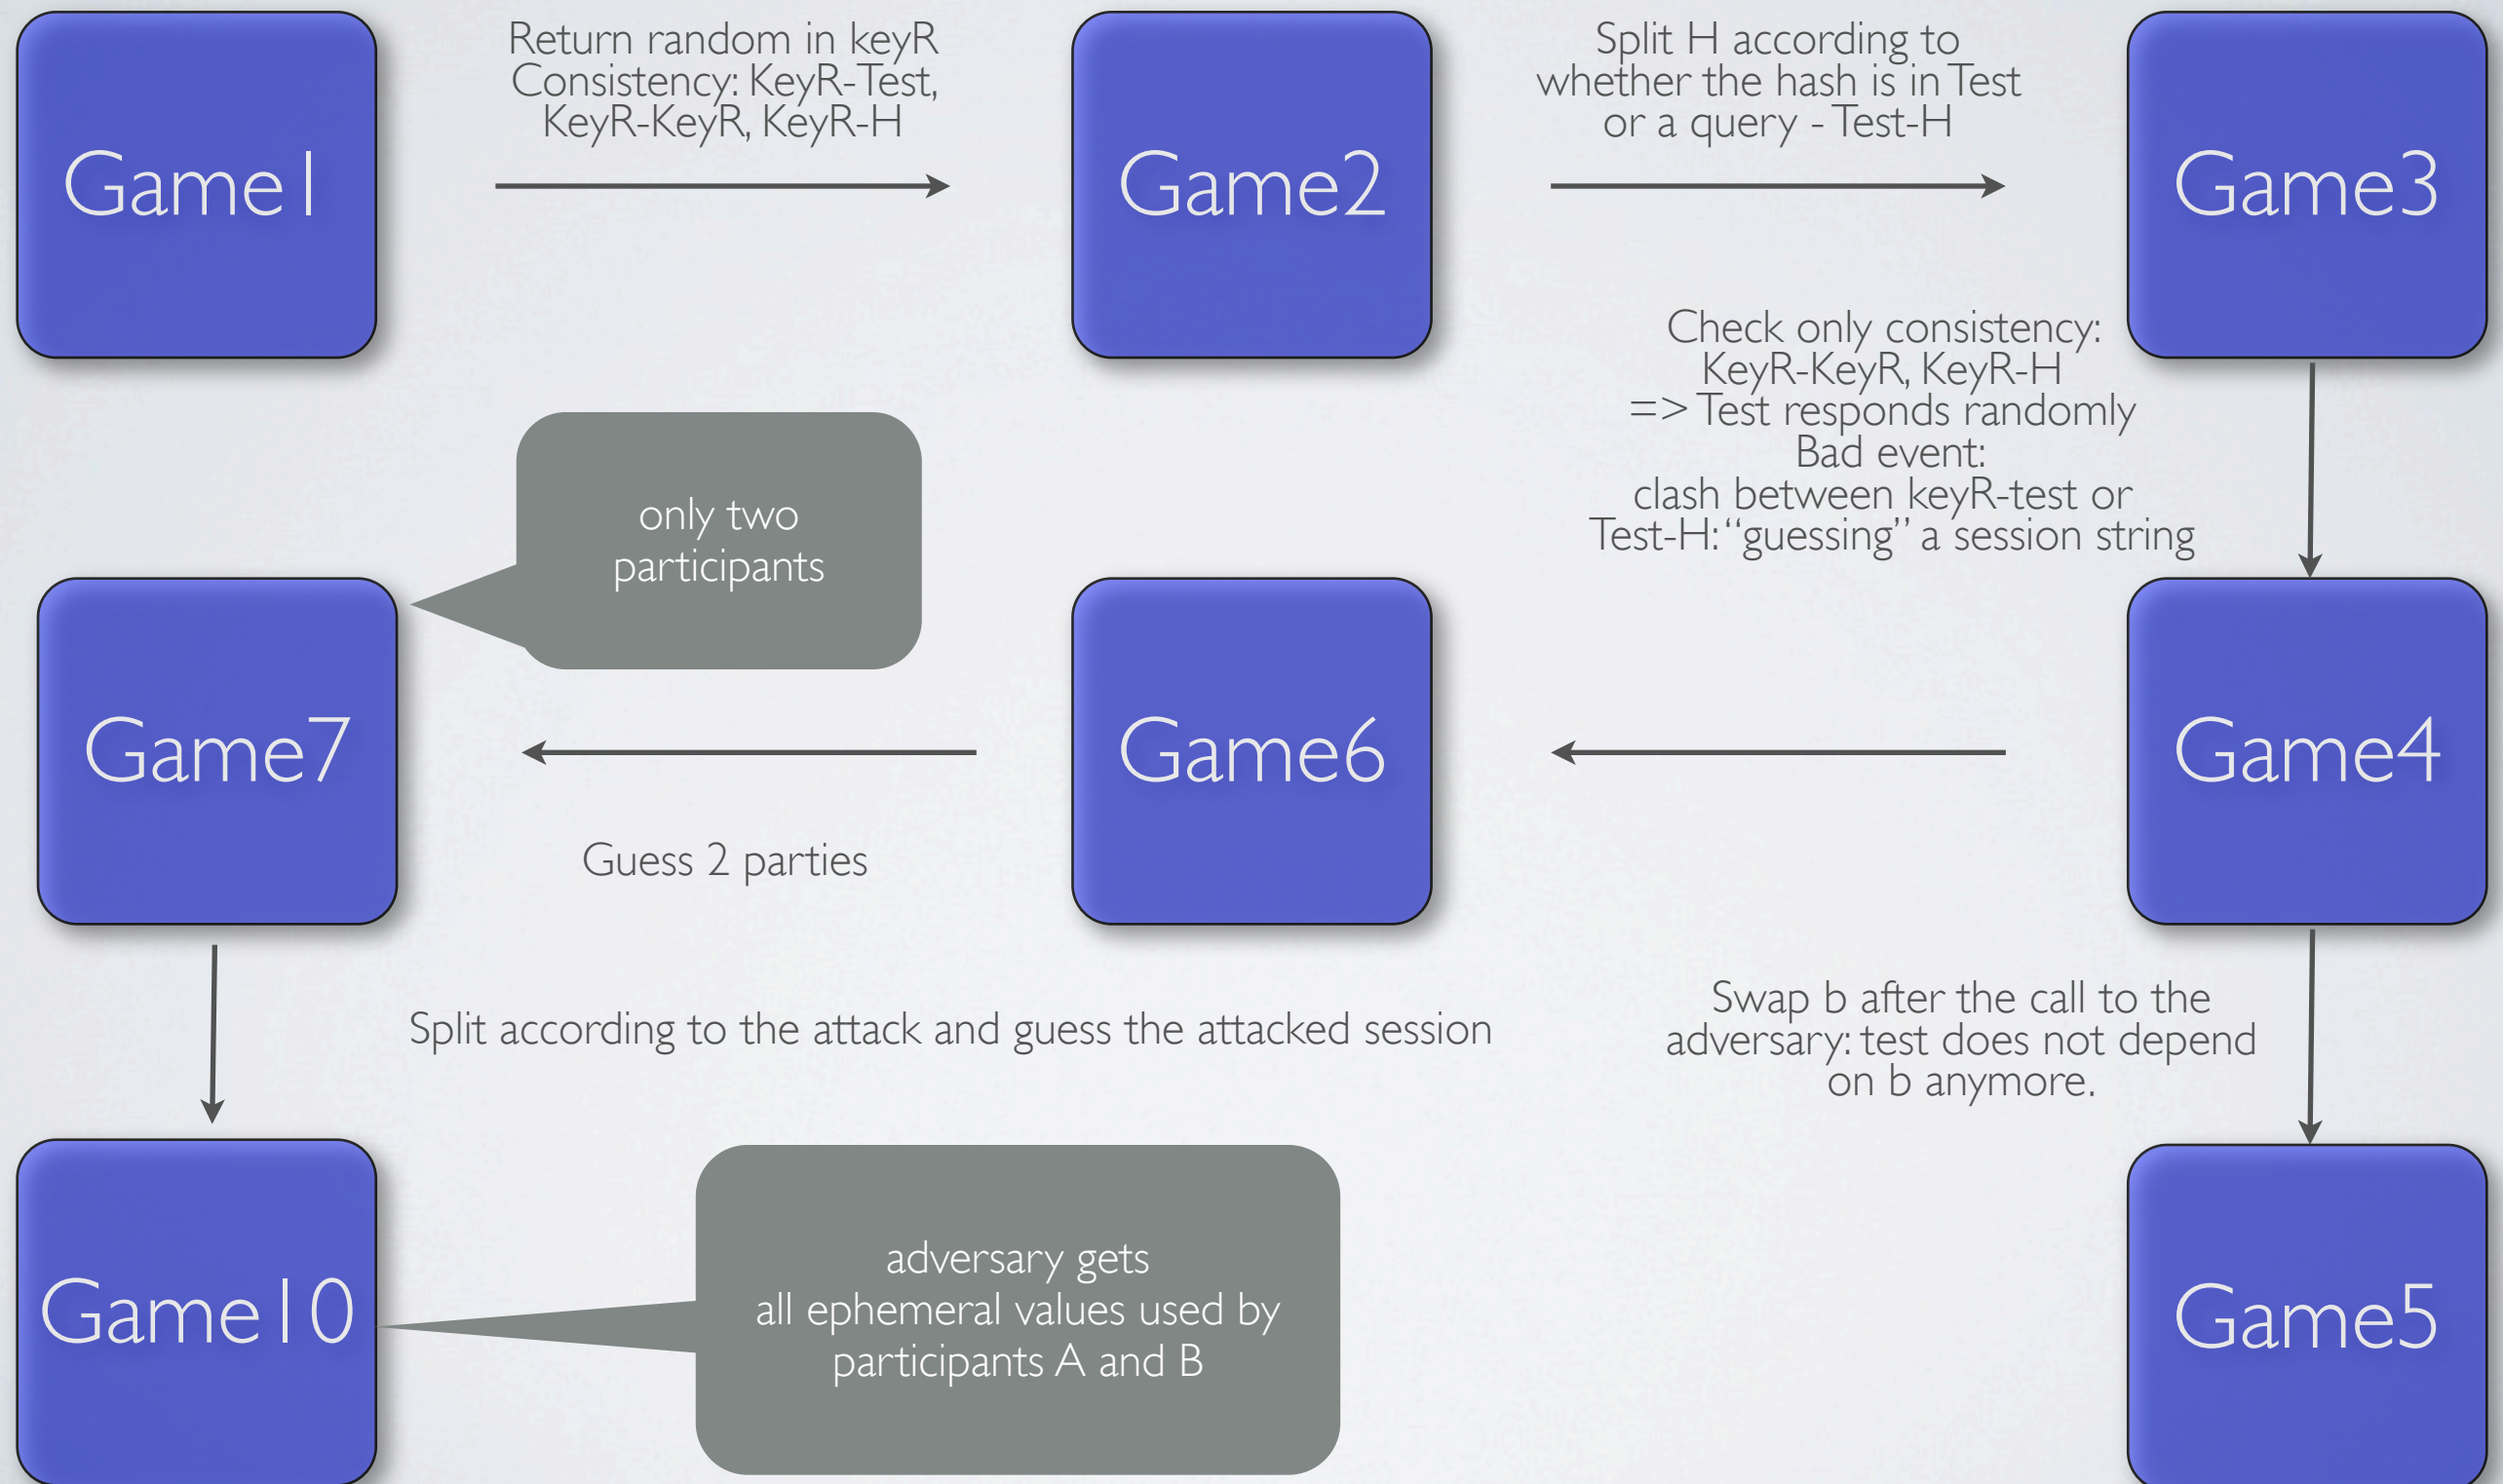 Game1
Return random in keyR
Consistency: KeyR-Test,
KeyR-KeyR, KeyR-H
Game2
Split H according to
whether the hash is in Test
or a query - Test-H
Game3
Check only consistency:
KeyR-KeyR, KeyR-H
=> Test responds randomly
Bad event:
clash between keyR-test or
Test-H: “guessing” a session string
only two
participants
Game7
Game6
Game4
Guess 2 parties
Split according to the attack and guess the attacked session
Swap b after the call to the
adversary: test does not depend
on b anymore.
Game10
adversary gets
all ephemeral values used by
participants A and B
Game5